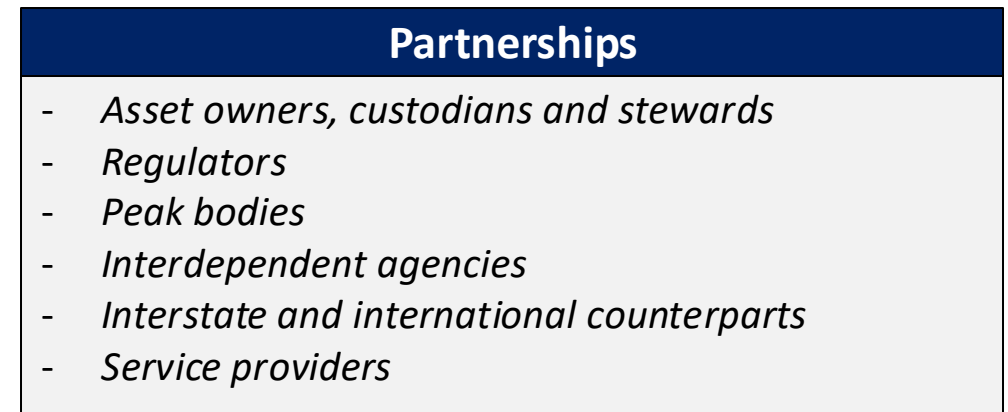 Partnerships
- Asset owners, custodians and stewards
- Regulators
- Peak bodies
- Interdependent agencies
- Interstate and international counterparts
- Service providers